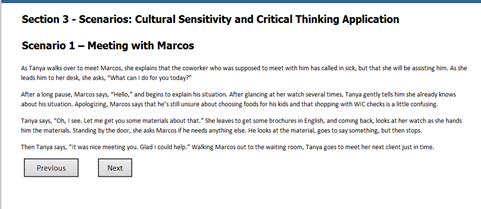 Section 3 - Scenarios: Cultural Sensitivity and Critical Thinking Application
Scenario 1 – Meeting with Marcos
As Tanya walks over to meet Marcos, she explains that the coworker who was supposed to meet with him has called in sick, but that she will be assisting him. As she
leads him to her desk, she asks, “What can I do for you today?”
After a long pause, Marcos says, “Hello,” and begins to explain his situation. After glancing at her watch several times, Tanya gently tells him she already knows
about his situation. Apologizing, Marcos says that he’s still unsure about choosing foods for his kids and that shopping with WIC checks is a little confusing.
Tanya says, “Oh, I see. Let me get you some materials about that.” She leaves to get some brochures in English, and coming back, looks at her watch as she hands
him the materials. Standing by the door, she asks Marcos if he needs anything else. He looks at the material, goes to say something, but then stops.
Then Tanya says, “It was nice meeting you. Glad I could help.” Walking Marcos out to the waiting room, Tanya goes to meet her next client just in time.
Previous
Next